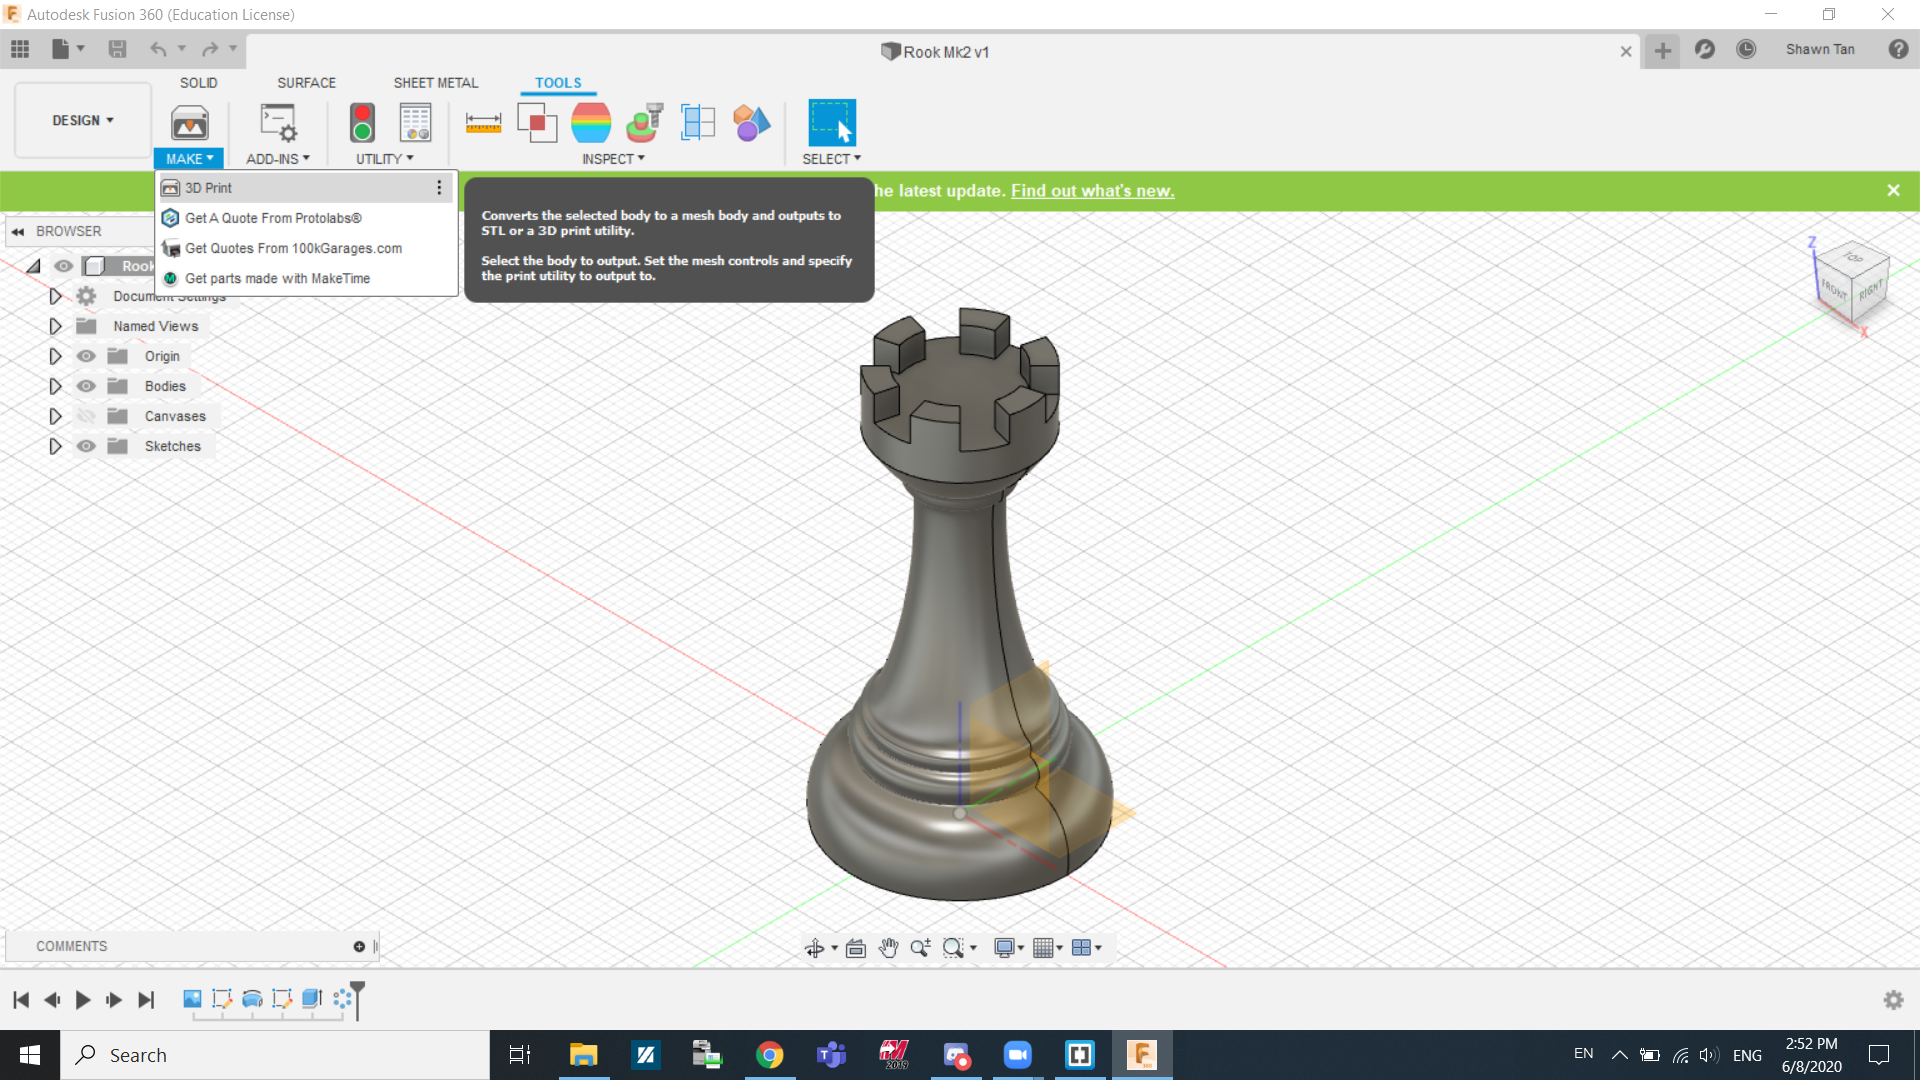 Autodesk Fusion 360 (Education License)
Rook Mk2 v1
Shawn Tan
SOLID
SURFACE
SHEET METAL
TOOLS
DESIGN
MAKE
ADD-INS
UTILITY
INSPECT
SELECT
3D Print
Get A Quote From Protolabs®
Get Quotes From 100kGarages.com
Get parts made with MakeTime
Converts the selected body to a mesh body and outputs to
STL or a 3D print utility.
Select the body to output. Set the mesh controls and specify
the print utility to output to.
he latest update. Find out what's new.
BROWSER
Rook
Document Settings
Named Views
Origin
Bodies
Canvases
Sketches
Z
TOP
FRONT
RIGHT
X
COMMENTS
Search
2019
EN
ENG
2:52 PM
6/8/2020